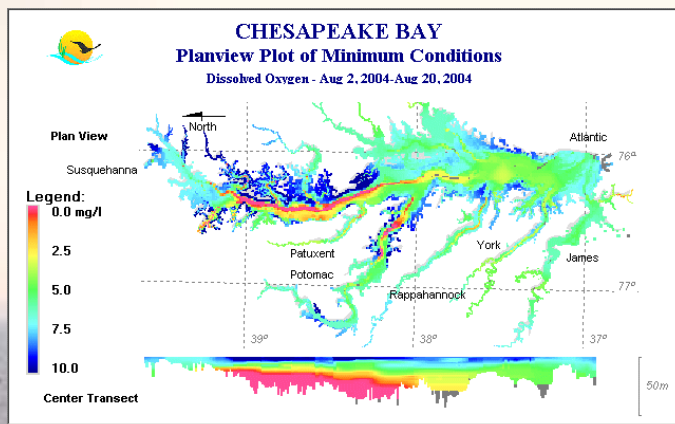 CHESAPEAKE BAY
Planview Plot of Minimum Conditions
Dissolved Oxygen - Aug 2, 2004-Aug 20, 2004
North
Plan View
Atlantic
76°
Susquehanna
Legend:
0.0 mg/l
2.5
5.0
7.5
10.0
Patuxent
York
James
Potomac
Rappahannock
77°
39°
38°
37°
50m
Center Transect